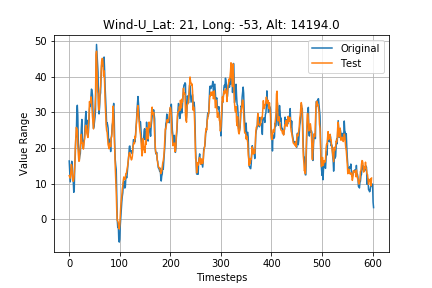 Wind-U_Lat: 21, Long: -53, Alt: 14194.0
Original
Test
Value Range
50
40
30
20
10
0
0 100 200 300 400 500 600
Timesteps